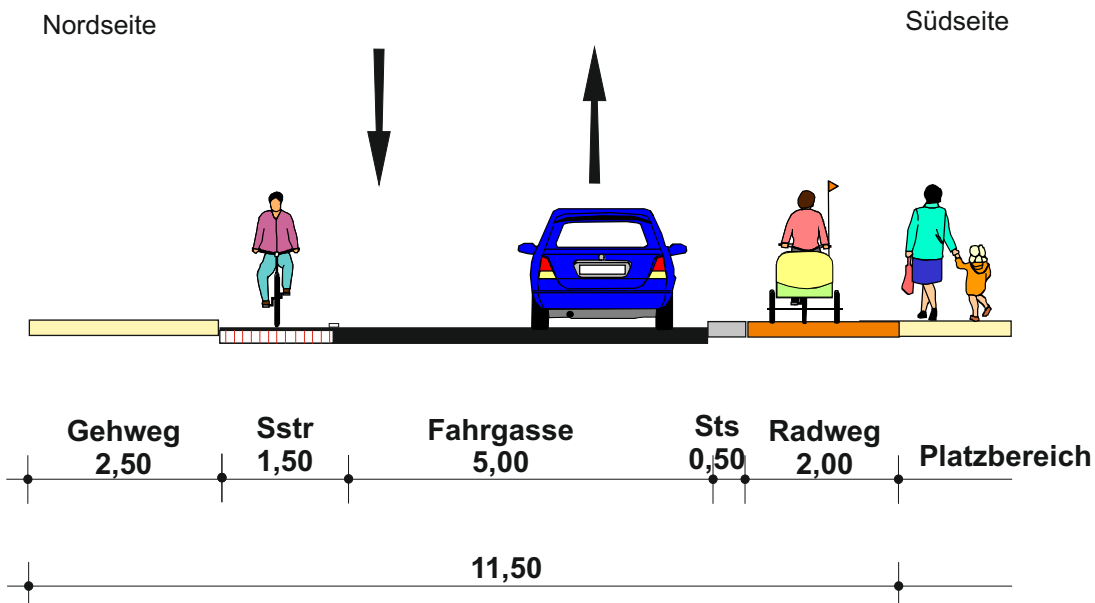 Nordseite
Südseite
Gehweg
2,50
Sstr
1,50
Fahrgasse
5,00
Sts
0,50
Radweg
2,00
Platzbereich
11,50